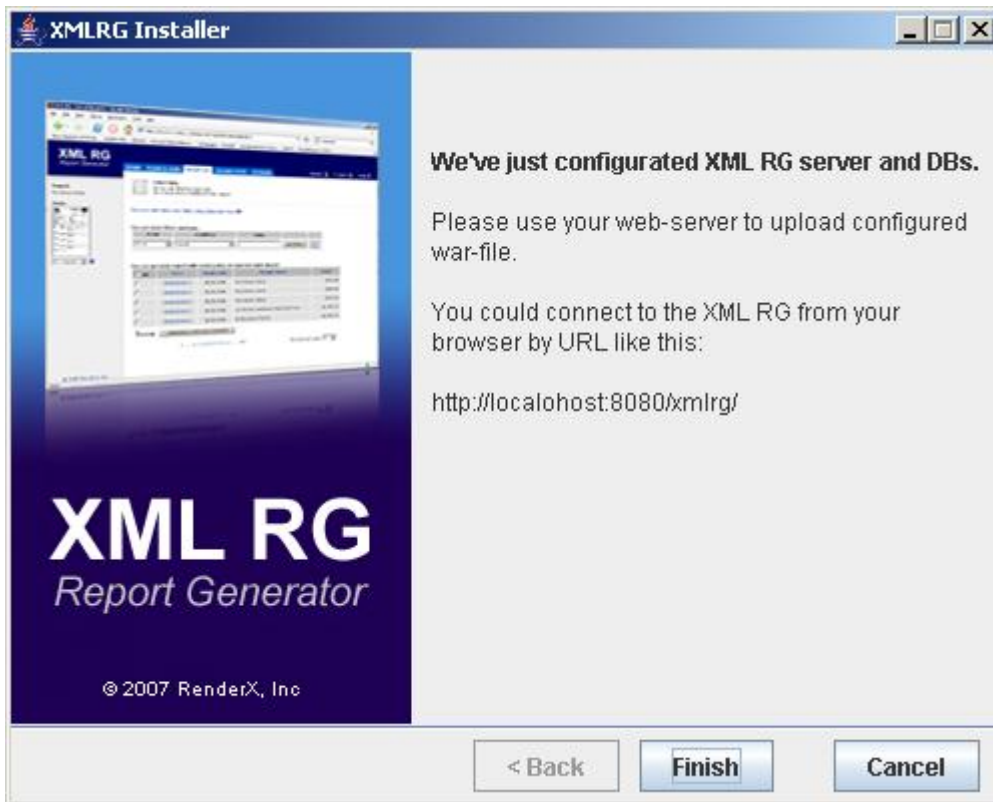 XMLRG Installer
XML RG
We've just configurated XML RG server and DBs.
Please use your web-server to upload configured
war-file.
You could connect to the XML RG from your
browser by URL like this:
http://localohost:8080/xmlrg/
XML RG
Report Generator
© 2007 RenderX, Inc
< Back
Finish
Cancel